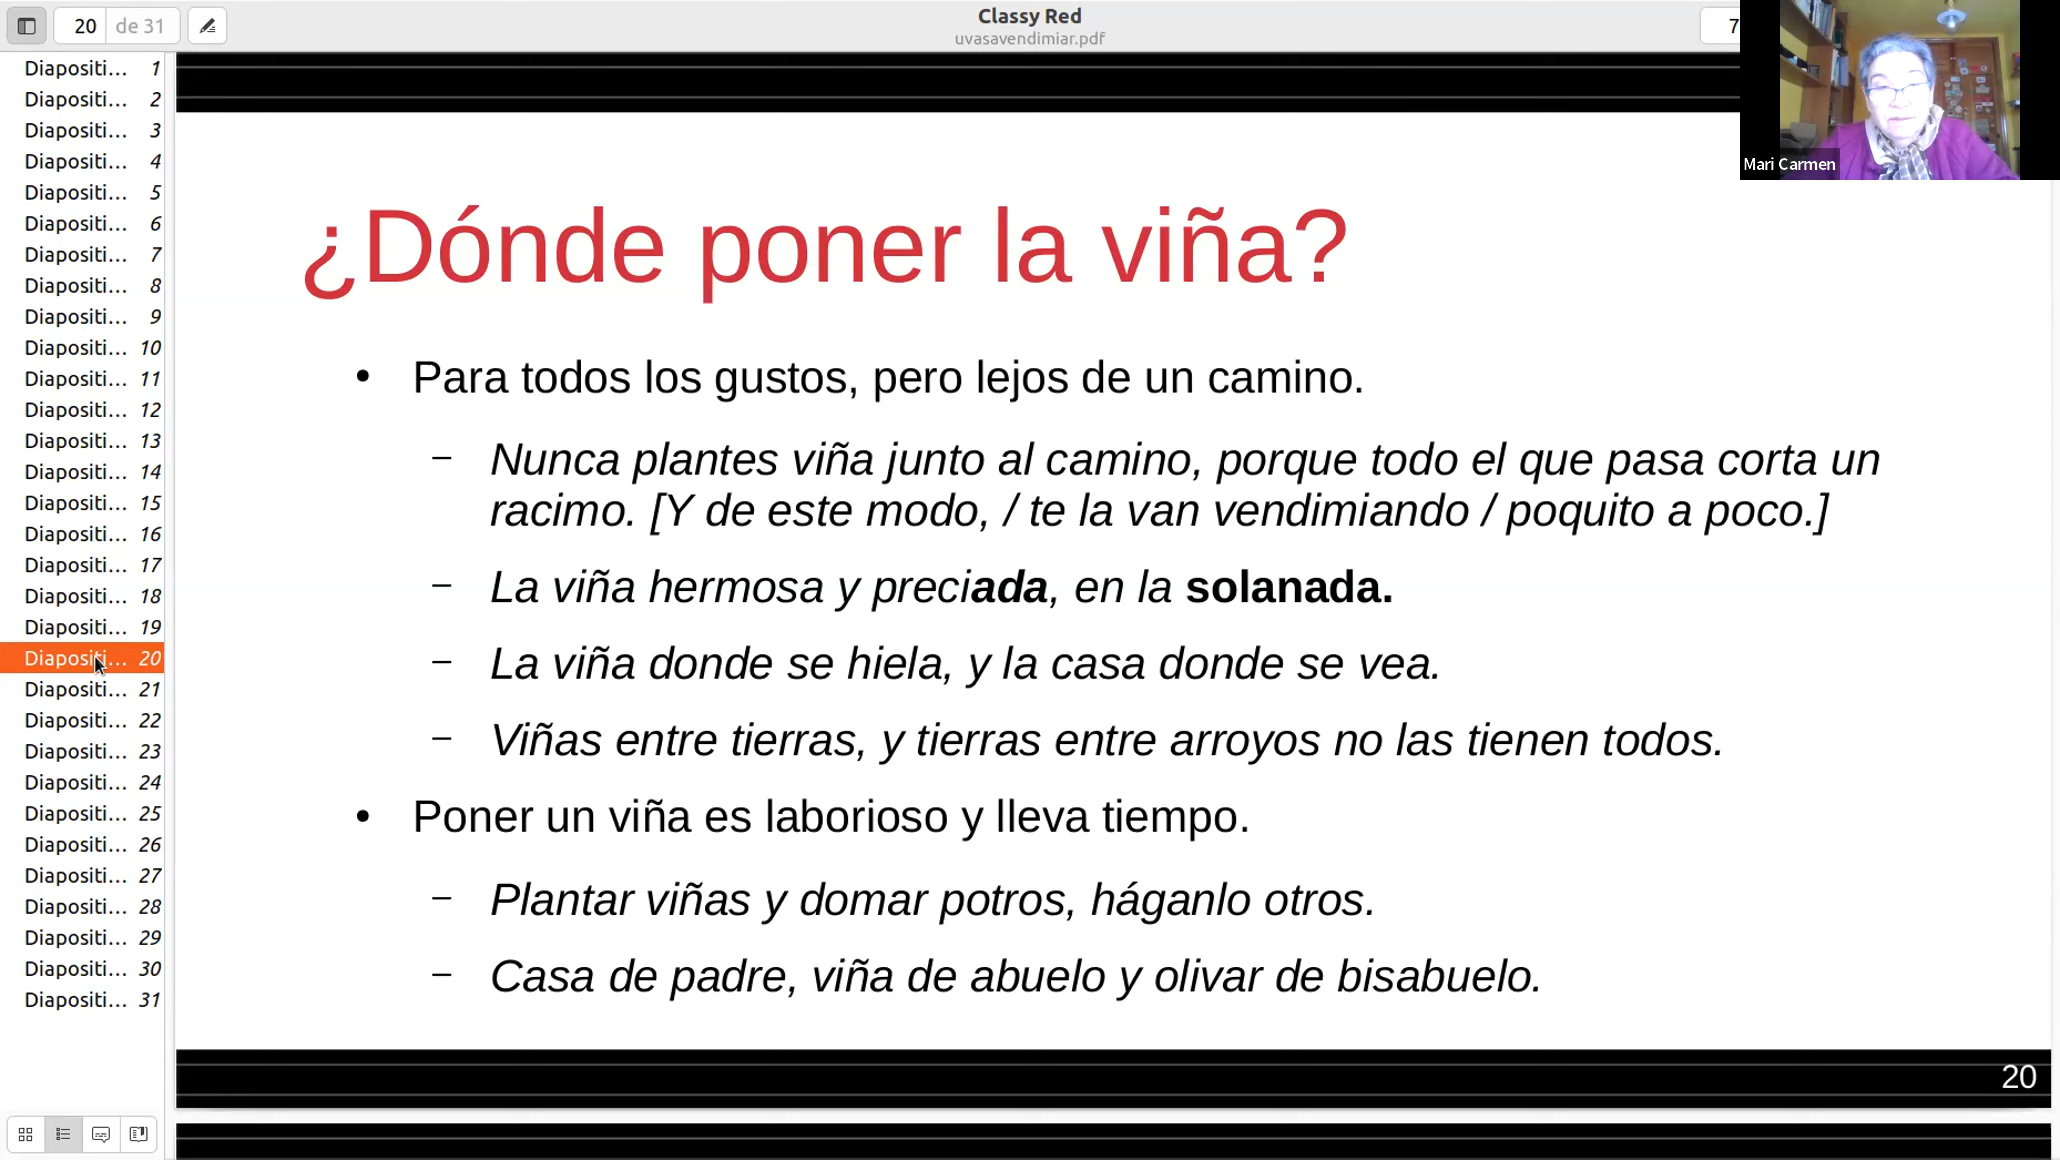 20 de 31
Classy Red
uvasavendimiar.pdf
7
Mari Carmen
Diapositi... 1
Diapositi... 2
Diapositi... 3
Diapositi... 4
Diapositi... 5
Diapositi... 6
Diapositi... 7
Diapositi... 8
Diapositi... 9
Diapositi... 10
Diapositi... 11
Diapositi... 12
Diapositi... 13
Diapositi... 14
Diapositi... 15
Diapositi... 16
Diapositi... 17
Diapositi... 18
Diapositi... 19
Diapositi... 20
Diapositi... 21
Diapositi... 22
Diapositi... 23
Diapositi... 24
Diapositi... 25
Diapositi... 26
Diapositi... 27
Diapositi... 28
Diapositi... 29
Diapositi... 30
Diapositi... 31
¿Dónde poner la viña?
• Para todos los gustos, pero lejos de un camino.
– Nunca plantes viña junto al camino, porque todo el que pasa corta un
racimo. [Y de este modo, / te la van vendimiando / poquito a poco.]
– La viña hermosa y preciada, en la solanada.
– La viña donde se hiela, y la casa donde se vea.
– Viñas entre tierras, y tierras entre arroyos no las tienen todos.
• Poner un viña es laborioso y lleva tiempo.
– Plantar viñas y domar potros, háganlo otros.
– Casa de padre, viña de abuelo y olivar de bisabuelo.
20